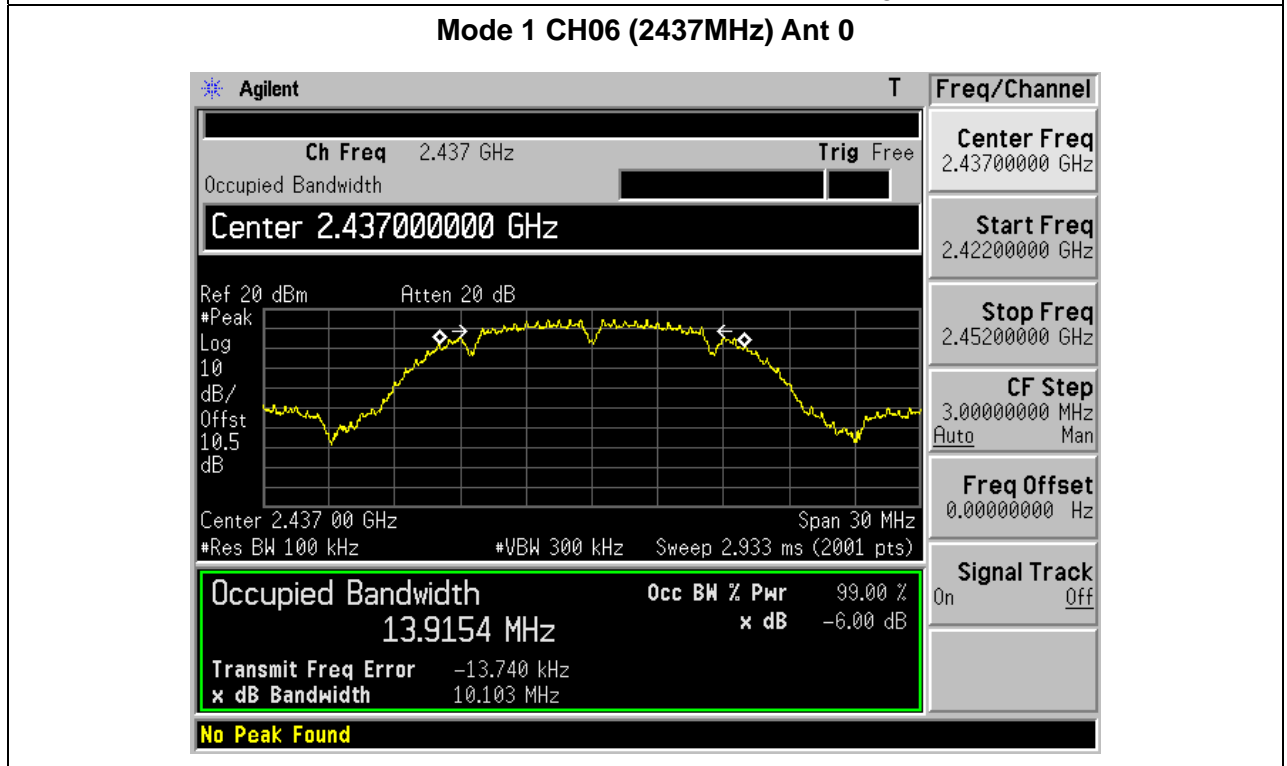 Mode 1 CH06 (2437MHz) Ant 0
Agilent T Freq/Channel
Ch Freq 2.437 GHz Trig Free
Occupied Bandwidth
Center 2.437000000 GHz
Ref 20 dBm Atten 20 dB
#Peak
Log
10
dB/
Offst
10.5
dB
Center 2.437 00 GHz Span 30 MHz
#Res BW 100 kHz #VBW 300 kHz Sweep 2.933 ms (2001 pts)
Occupied Bandwidth Occ BW % Pwr 99.00 %
13.9154 MHz x dB -6.00 dB
Transmit Freq Error -13.740 kHz
x dB Bandwidth 10.103 MHz
No Peak Found
Center Freq
2.43700000 GHz
Start Freq
2.42200000 GHz
Stop Freq
2.45200000 GHz
CF Step
3.00000000 MHz
Auto Man
Freq Offset
0.00000000 Hz
Signal Track
On Off